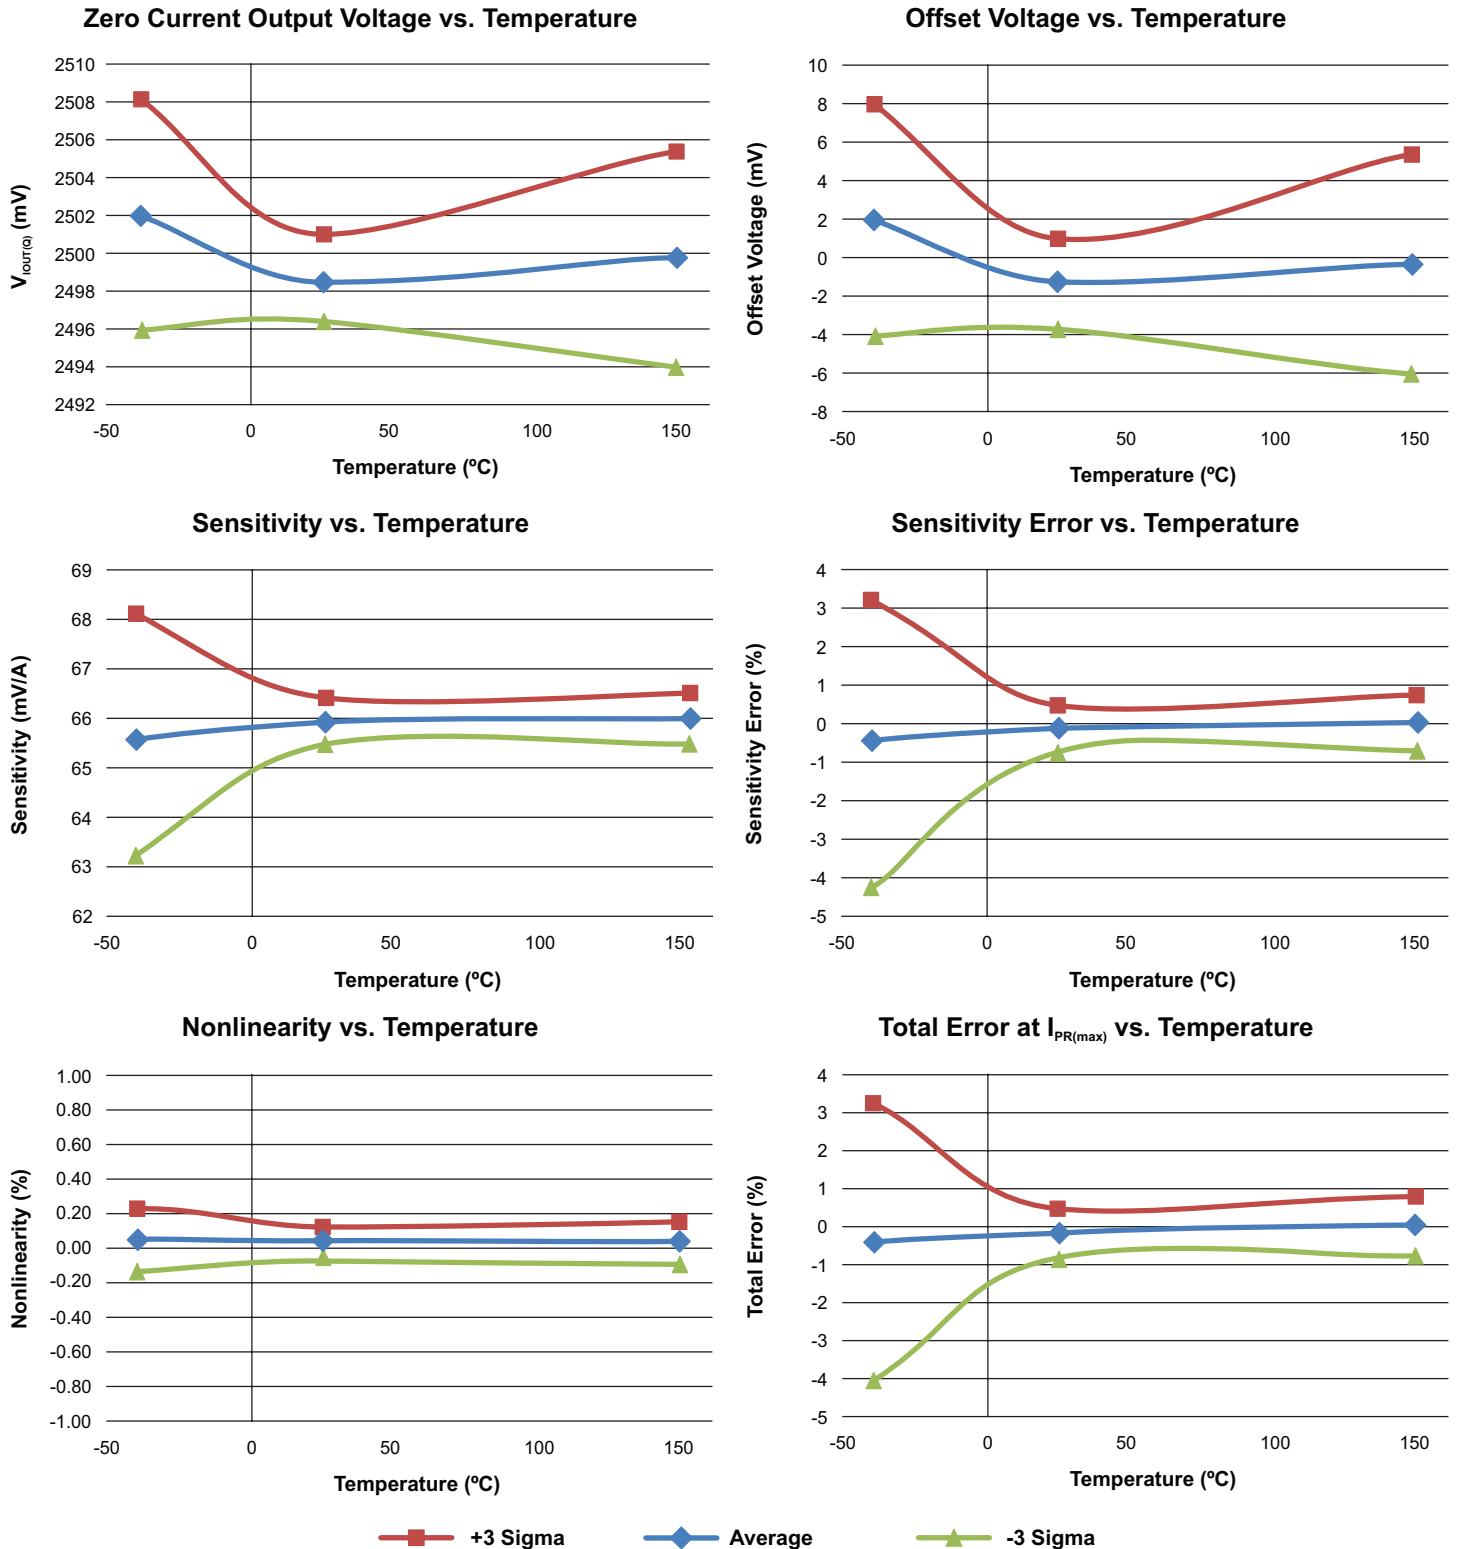 Zero Current Output Voltage vs. Temperature
2510
2508
2506
2504
2502
2500
2498
2496
2494
2492
V_IOUT(Q) (mV)
-50 0 50 100 150
Temperature (ºC)
Offset Voltage vs. Temperature
10
8
6
4
2
0
-2
-4
-6
-8
Offset Voltage (mV)
-50 0 50 100 150
Temperature (ºC)
Sensitivity vs. Temperature
69
68
67
66
65
64
63
62
Sensitivity (mV/A)
-50 0 50 100 150
Temperature (ºC)
Sensitivity Error vs. Temperature
4
3
2
1
0
-1
-2
-3
-4
-5
Sensitivity Error (%)
-50 0 50 100 150
Temperature (ºC)
Nonlinearity vs. Temperature
1.00
0.80
0.60
0.40
0.20
0.00
-0.20
-0.40
-0.60
-0.80
-1.00
Nonlinearity (%)
-50 0 50 100 150
Temperature (ºC)
Total Error at I_PR(max) vs. Temperature
4
3
2
1
0
-1
-2
-3
-4
-5
Total Error (%)
-50 0 50 100 150
Temperature (ºC)
+3 Sigma Average -3 Sigma